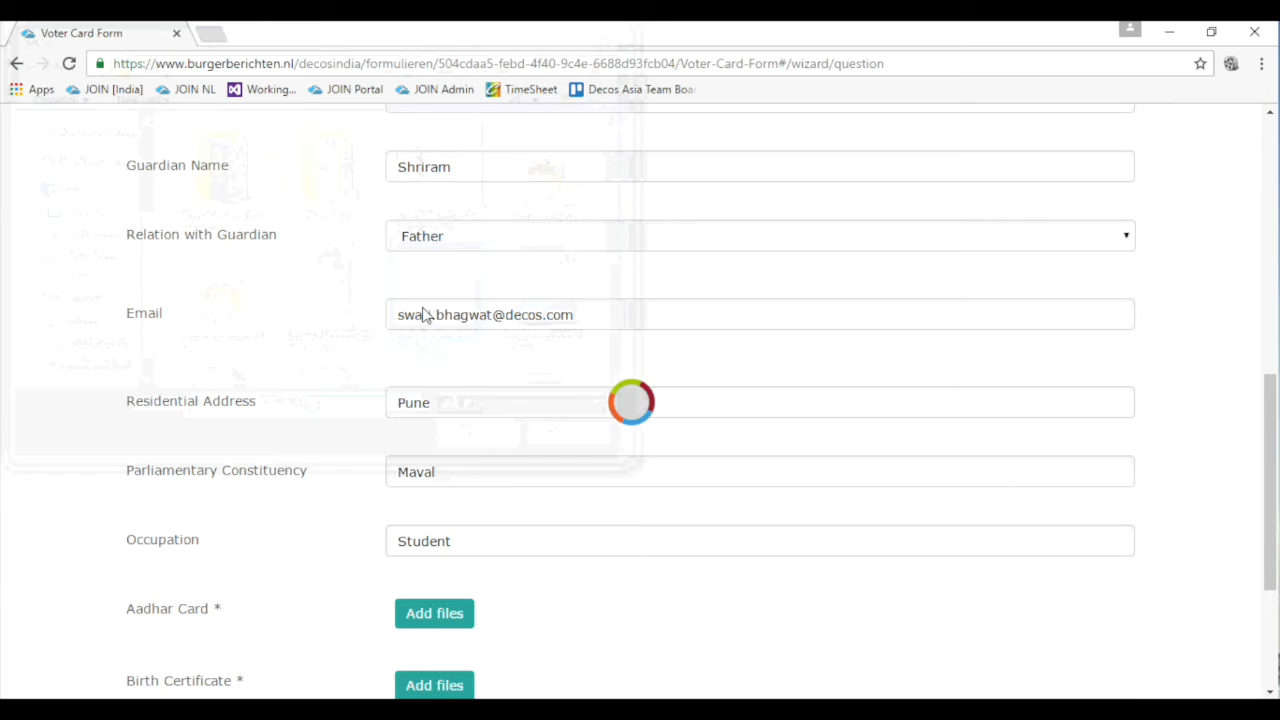 Voter Card Form
https://www.burgerberichten.nl/decosindia/formulieren/504cdaa5-febd-4f40-9c4e-6688d93fcb04/Voter-Card-Form#/wizard/question
Apps JOIN [India] JOIN NL Working... JOIN Portal JOIN Admin TimeSheet Decos Asia Team Boa
Guardian Name Shriram
Relation with Guardian Father
Email bhagwat@decos.com
Residential Address Pune
Parliamentary Constituency Maval
Occupation Student
Aadhar Card * Add files
Birth Certificate * Add files